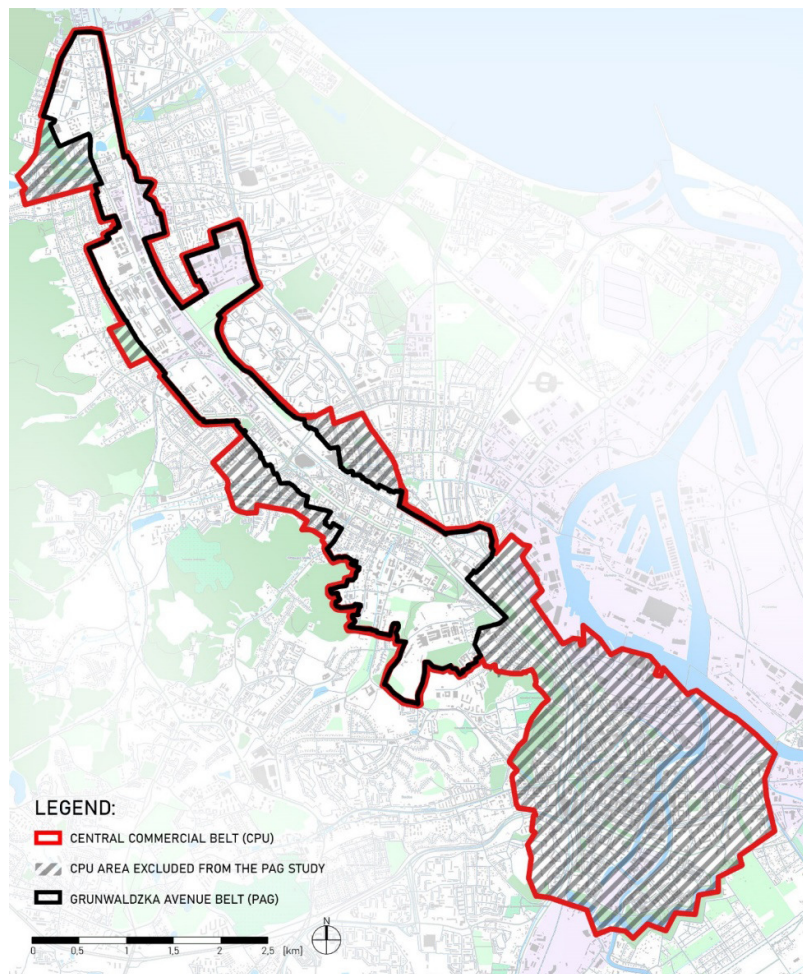 LEGEND:
CENTRAL COMMERCIAL BELT (CPU)
CPU AREA EXCLUDED FROM THE PAG STUDY
GRUNWALDZKA AVENUE BELT (PAG)
0 0,5 1 1,5 2 2,5 [km]
N